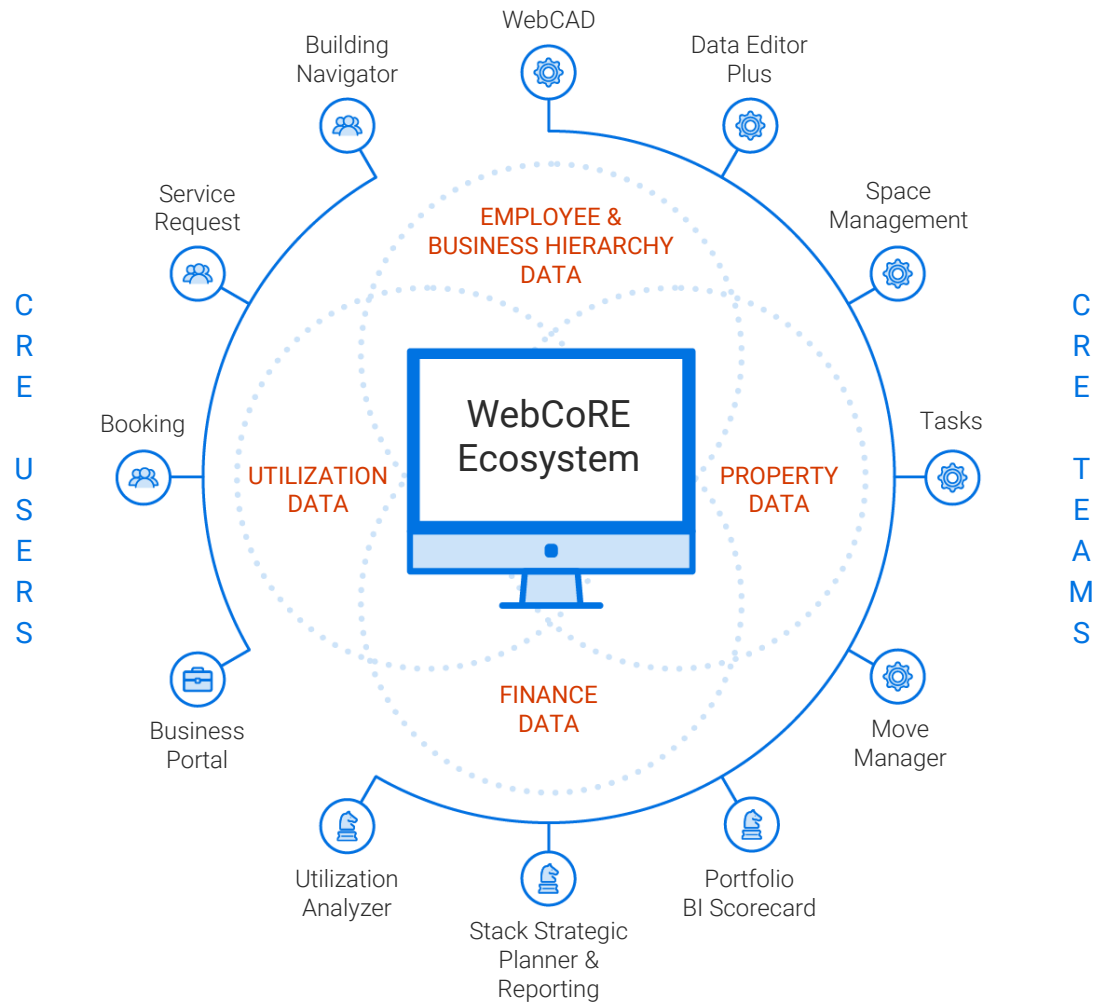 WebCAD
Building
Navigator
Data Editor
Plus
Service
Request
Space
Management
EMPLOYEE &
BUSINESS HIERARCHY
DATA
C
R
E
U
S
E
R
S
C
R
E
T
E
A
M
S
WebCoRE
Ecosystem
Booking
Tasks
UTILIZATION
DATA
PROPERTY
DATA
FINANCE
DATA
Business
Portal
Move
Manager
Utilization
Analyzer
Stack Strategic
Planner &
Reporting
Portfolio
BI Scorecard